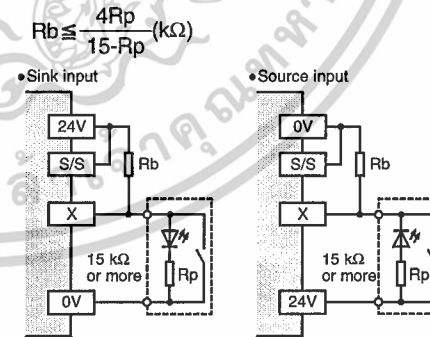 Rb≦ 4Rp / 15-Rp (kΩ)
•Sink input
24V
S/S
Rb
X
15 kΩ
or more
Rp
0V
•Source input
0V
S/S
Rb
X
15 kΩ
or more
Rp
24V